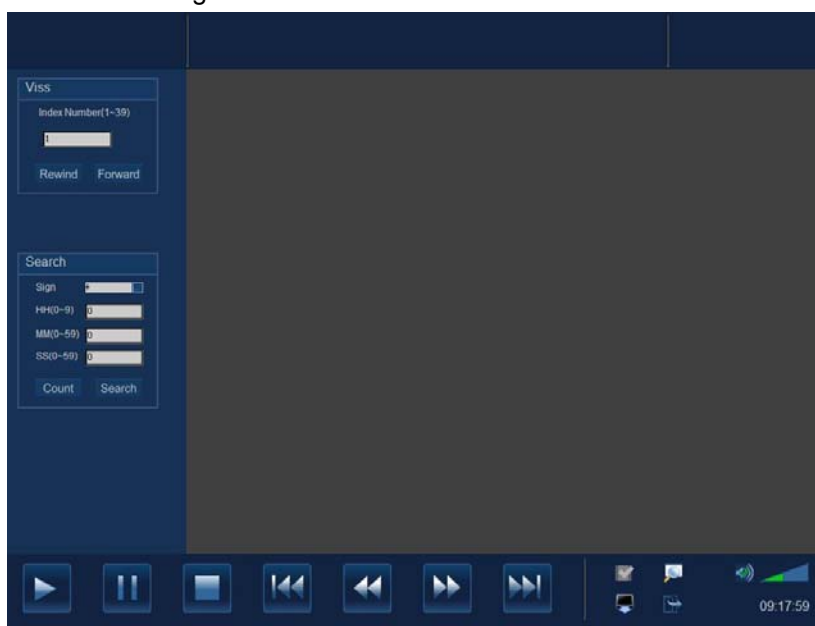 Viss
Index Number(1~39)
1
Rewind Forward
Search
Sign +
HH(0~9) 0
MM(0~59) 0
SS(0~59) 0
Count Search
09:17:59